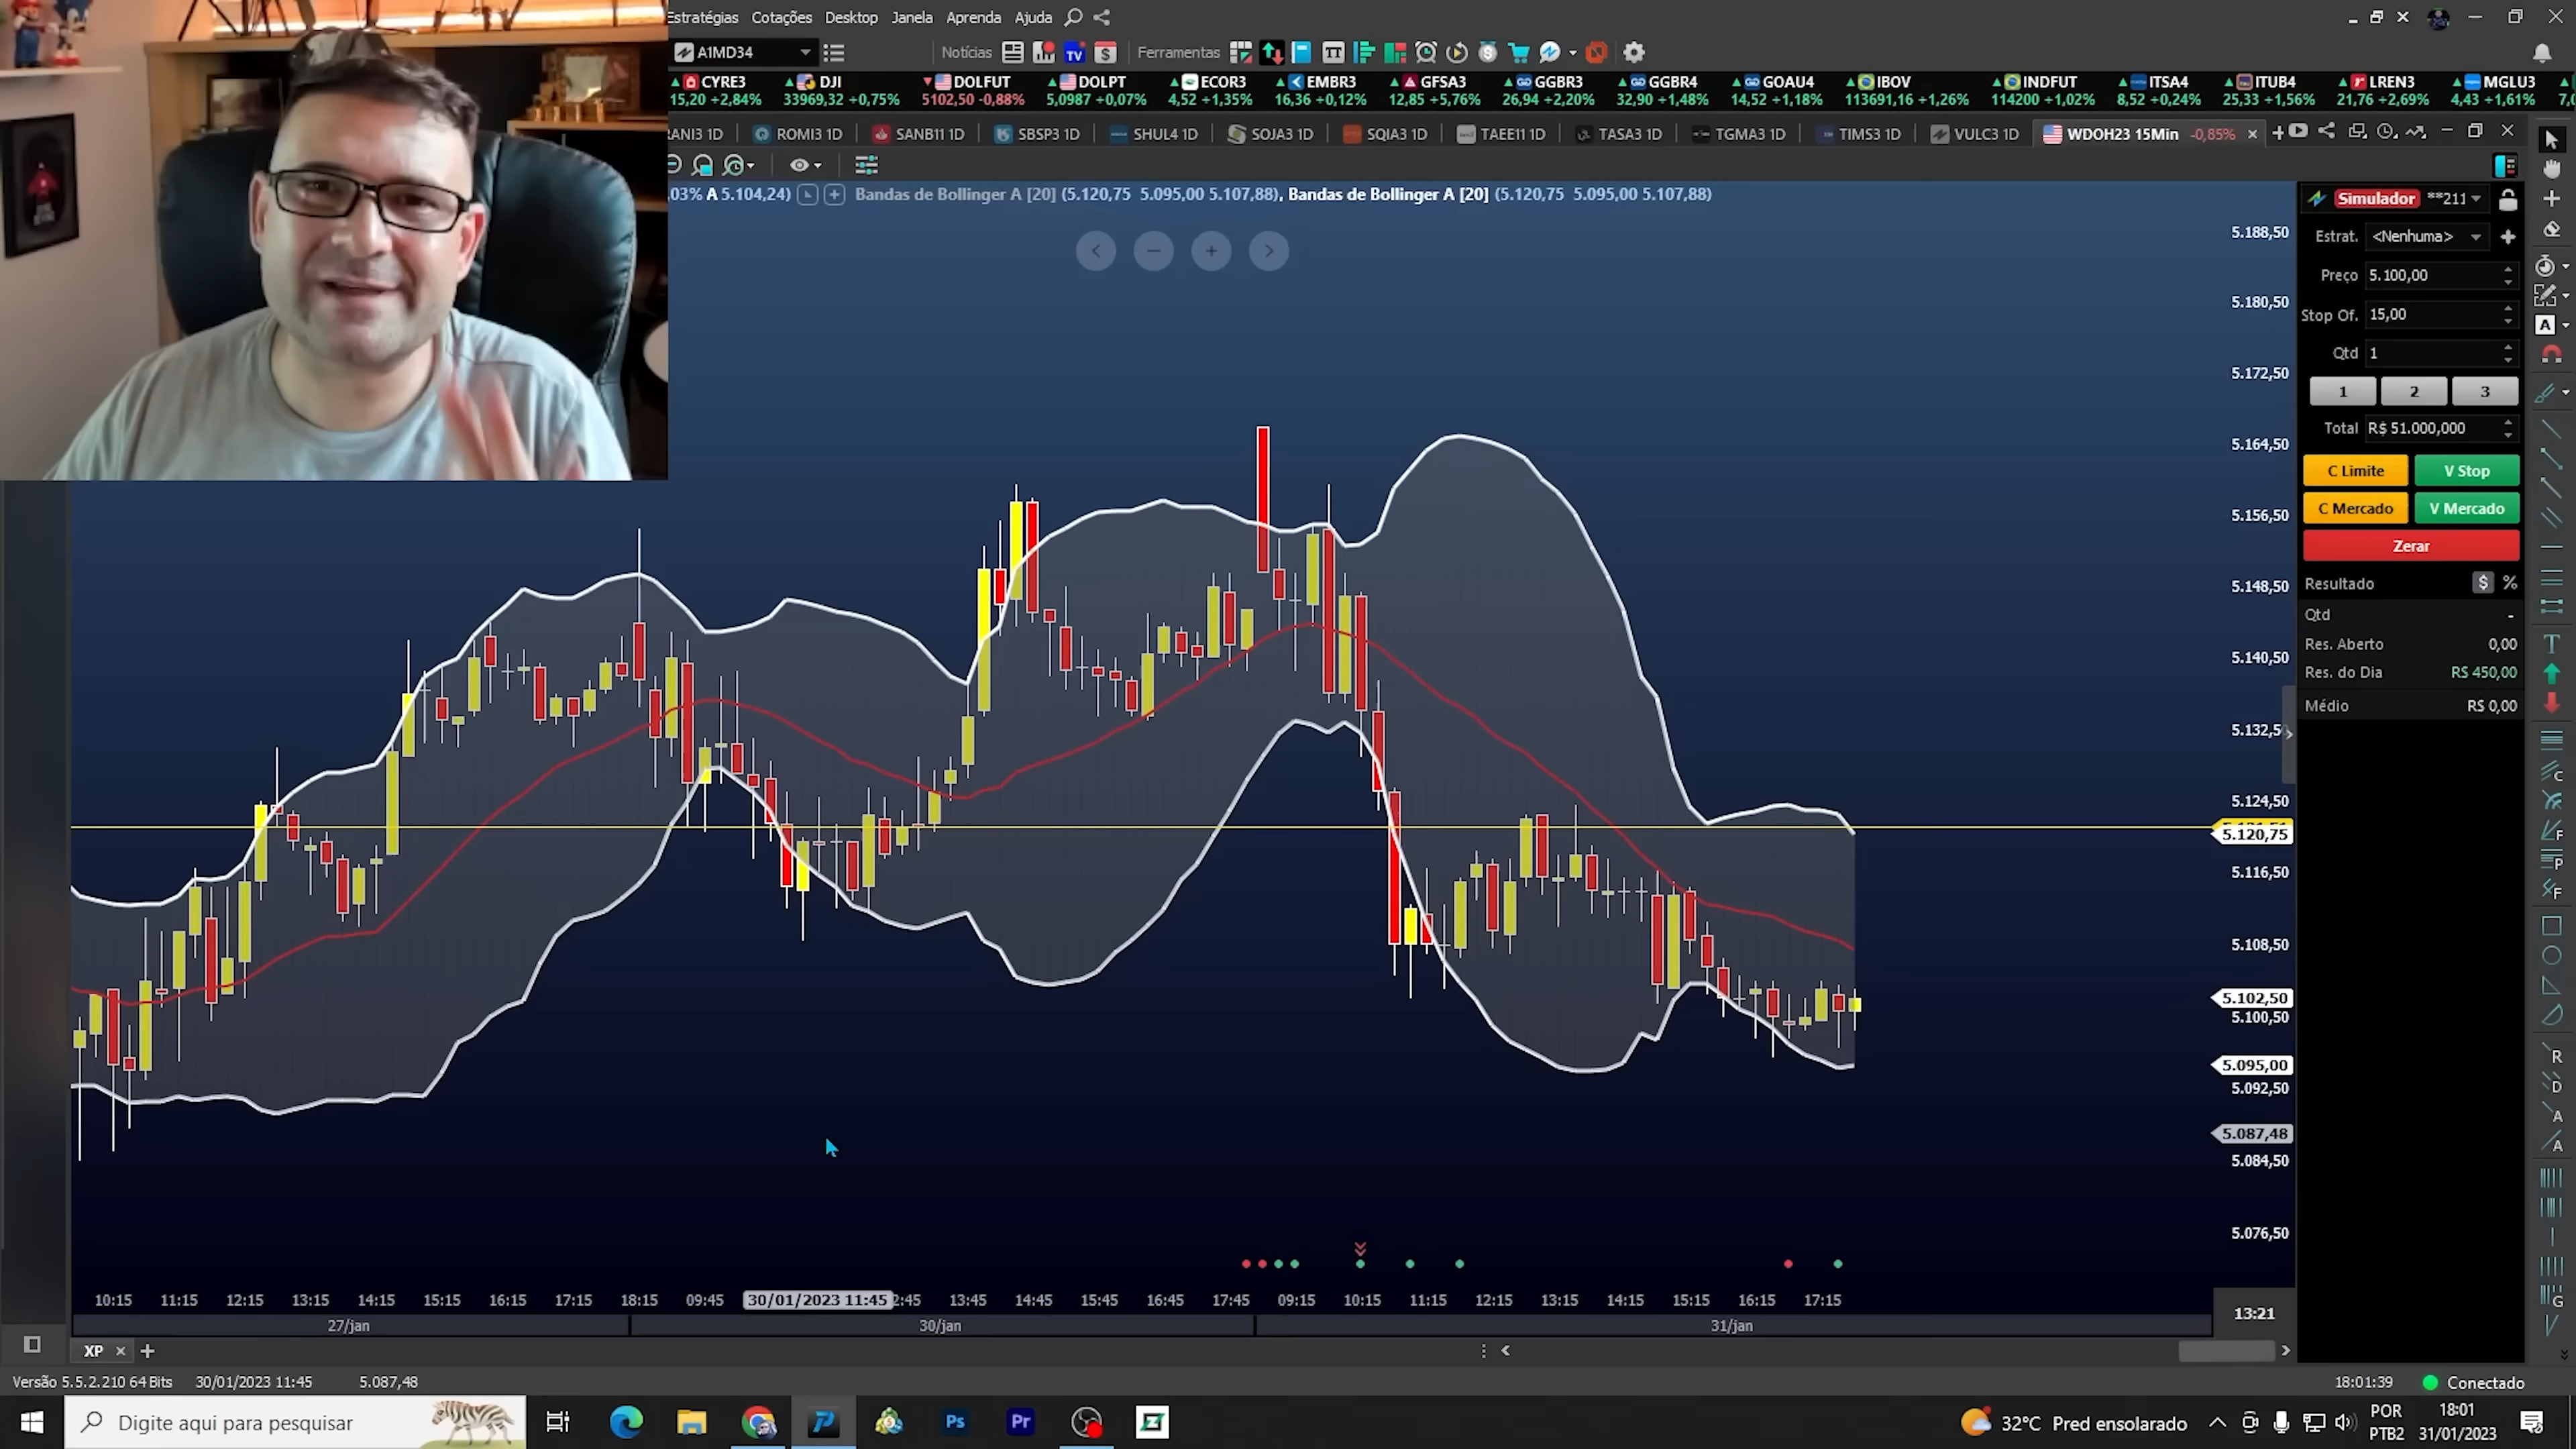 Estratégias Cotações Desktop Janela Aprenda Ajuda
A1MD34 Notícias TV $ Ferramentas TT
CYRE3 DJI DOLFUT DOLPT ECOR3 EMBR3 GFSA3 GGBR3 GGBR4 GOAU4 IBOV INDFUT ITSA4 ITUB4 LREN3 MGLU3
15,20 +2,84% 33969,32 +0,75% 5102,50 -0,88% 5,0987 +0,07% 4,52 +1,35% 16,36 +0,12% 12,85 +5,76% 26,94 +2,20% 32,90 +1,48% 14,52 +1,18% 113691,16 +1,26% 114200 +1,02% 8,52 +0,24% 25,33 +1,56% 21,76 +2,69% 4,43 +1,61%
RANI3 1D ROMI3 1D SANB11 1D SBSP3 1D SHUL4 1D SOJA3 1D SQIA3 1D TAEE11 1D TASA3 1D TGMA3 1D TIMS3 1D VULC3 1D WDOH23 15Min -0,85%
,03% A 5.104,24) Bandas de Bollinger A [20] (5.120,75 5.095,00 5.107,88), Bandas de Bollinger A [20] (5.120,75 5.095,00 5.107,88)
5.188,50
5.180,50
5.172,50
5.164,50
5.156,50
5.148,50
5.140,50
5.132,50
5.124,50
5.120,75
5.116,50
5.108,50
5.102,50
5.100,50
5.095,00
5.092,50
5.087,48
5.084,50
5.076,50
Simulador **211
Estrat. <Nenhuma>
Preço 5.100,00
Stop Of. 15,00
Qtd 1
1 2 3
Total R$ 51.000,000
C Limite V Stop
C Mercado V Mercado
Zerar
Resultado $ %
Qtd -
Res. Aberto 0,00
Res. do Dia R$ 450,00
Médio R$ 0,00
A
T
C
F
P
F
R
D
A
A
G
10:15 11:15 12:15 13:15 14:15 15:15 16:15 17:15 18:15 09:45 30/01/2023 11:45 2:45 13:45 14:45 15:45 16:45 17:45 09:15 10:15 11:15 12:15 13:15 14:15 15:15 16:15 17:15
13:21
27/jan 30/jan 31/jan
XP
Versão 5.5.2.210 64 Bits 30/01/2023 11:45 5.087,48 18:01:39 Conectado
Digite aqui para pesquisar Ps Pr 32°C Pred ensolarado POR PTB2 18:01 31/01/2023